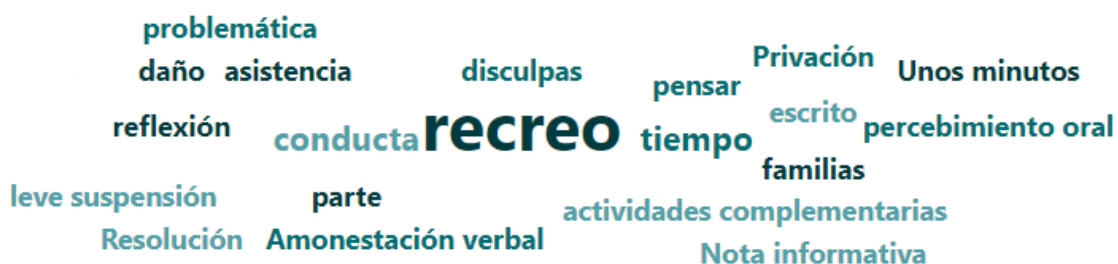 problemática
daño asistencia disculpas Privación Unos minutos
pensar
reflexión conducta recreo tiempo escrito percebimiento oral
familias
leve suspensión parte actividades complementarias
Resolución Amonestación verbal Nota informativa